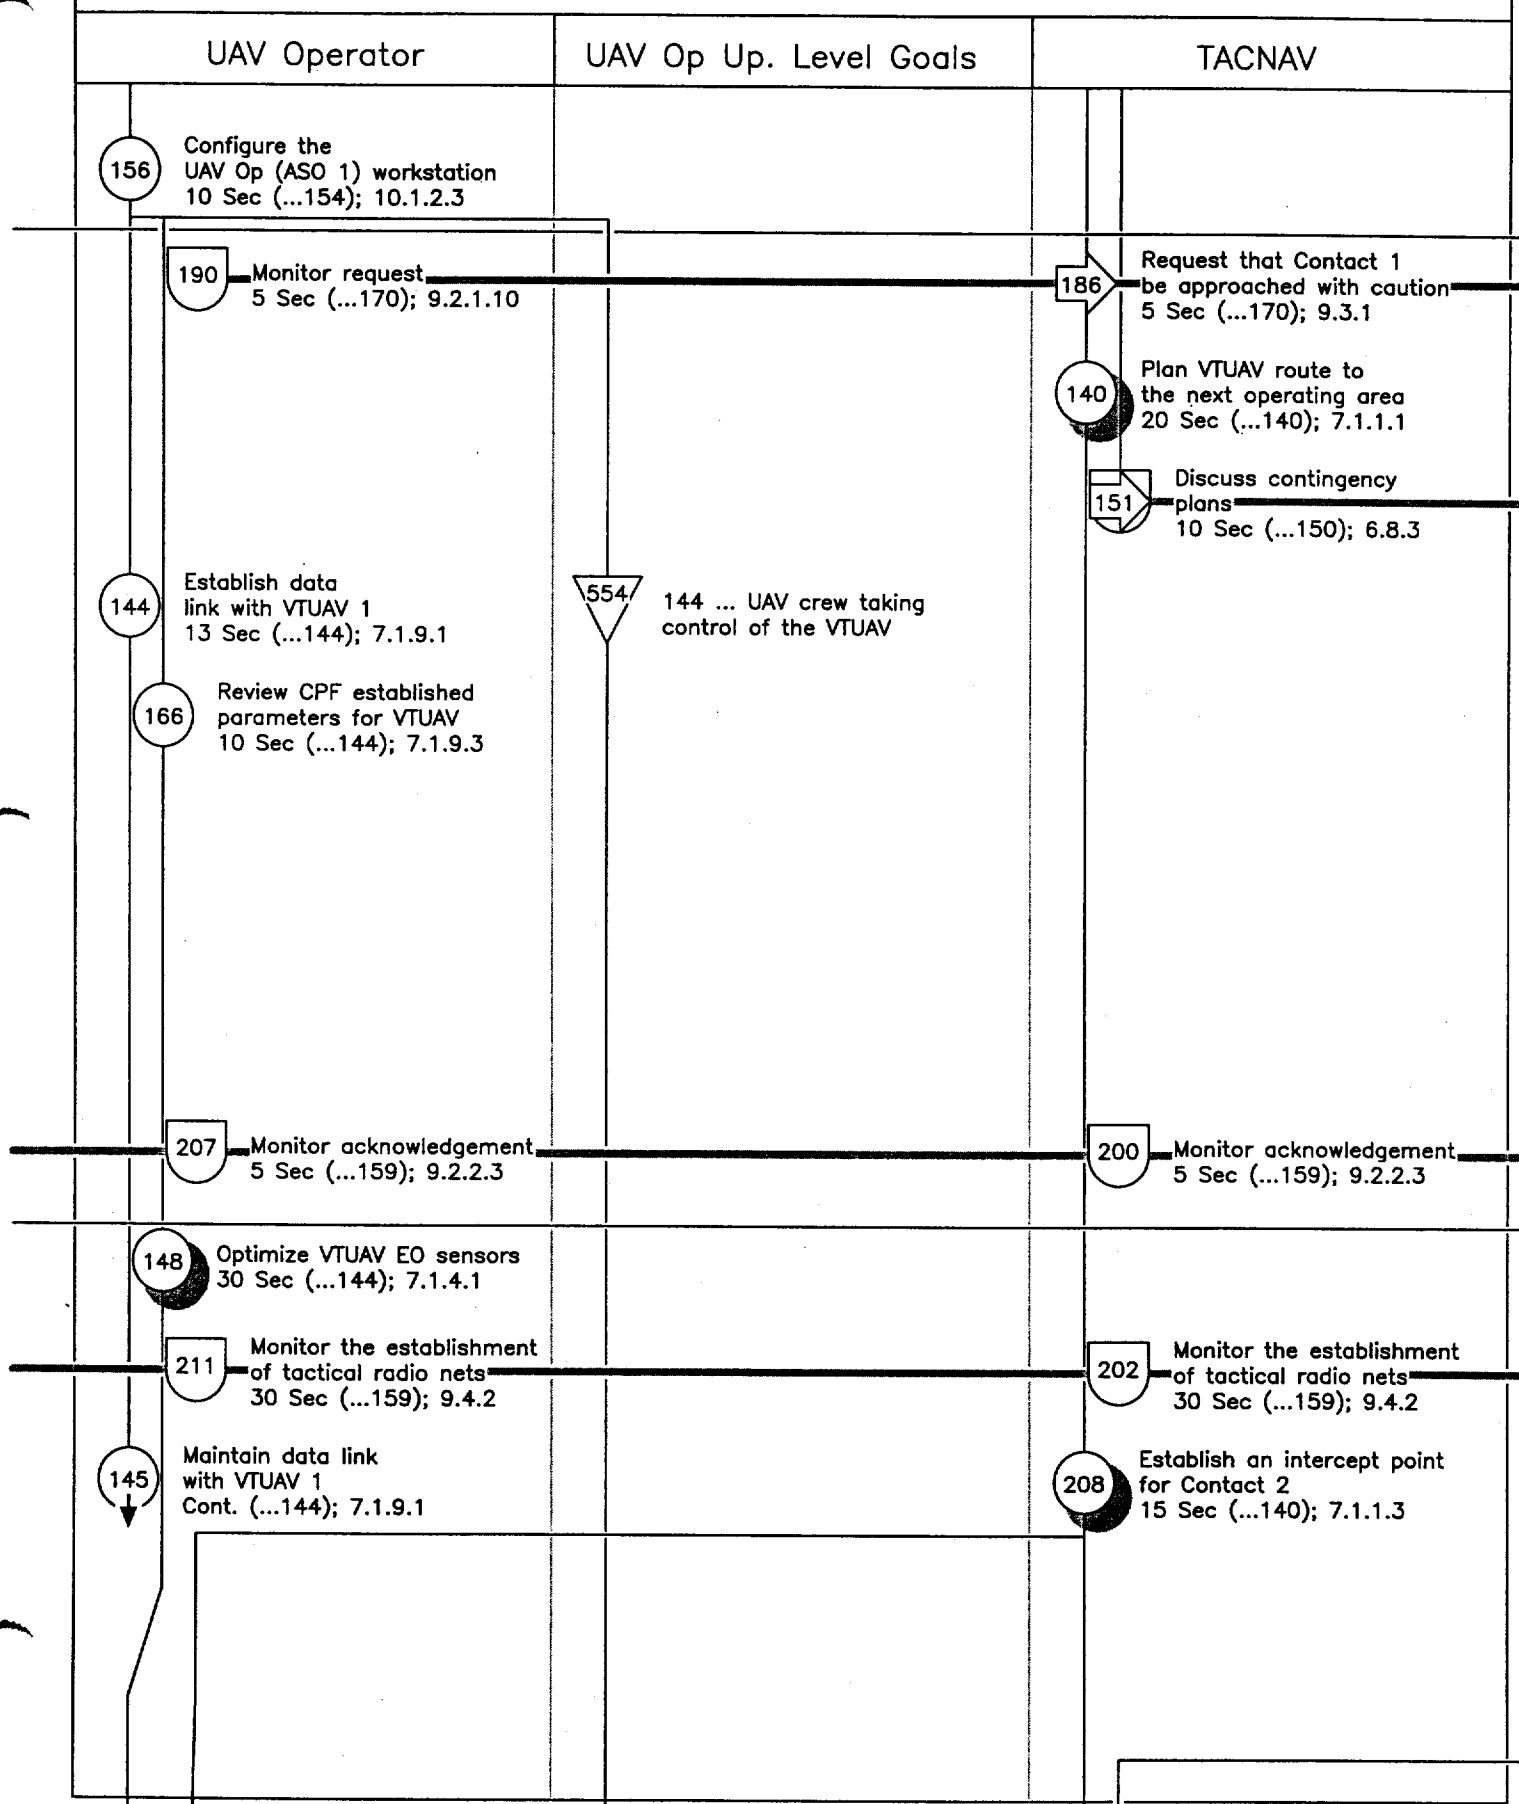 UAV Operator
UAV Op Up. Level Goals
TACNAV
156
Configure the
UAV Op (ASO 1) workstation
10 Sec (...154); 10.1.2.3
190
Monitor request
5 Sec (...170); 9.2.1.10
186
Request that Contact 1
be approached with caution
5 Sec (...170); 9.3.1
140
Plan VTUAV route to
the next operating area
20 Sec (...140); 7.1.1.1
151
Discuss contingency
plans
10 Sec (...150); 6.8.3
144
Establish data
link with VTUAV 1
13 Sec (...144); 7.1.9.1
554
144 ... UAV crew taking
control of the VTUAV
166
Review CPF established
parameters for VTUAV
10 Sec (...144); 7.1.9.3
207
Monitor acknowledgement
5 Sec (...159); 9.2.2.3
200
Monitor acknowledgement
5 Sec (...159); 9.2.2.3
148
Optimize VTUAV EO sensors
30 Sec (...144); 7.1.4.1
211
Monitor the establishment
of tactical radio nets
30 Sec (...159); 9.4.2
202
Monitor the establishment
of tactical radio nets
30 Sec (...159); 9.4.2
145
Maintain data link
with VTUAV 1
Cont. (...144); 7.1.9.1
208
Establish an intercept point
for Contact 2
15 Sec (...140); 7.1.1.3